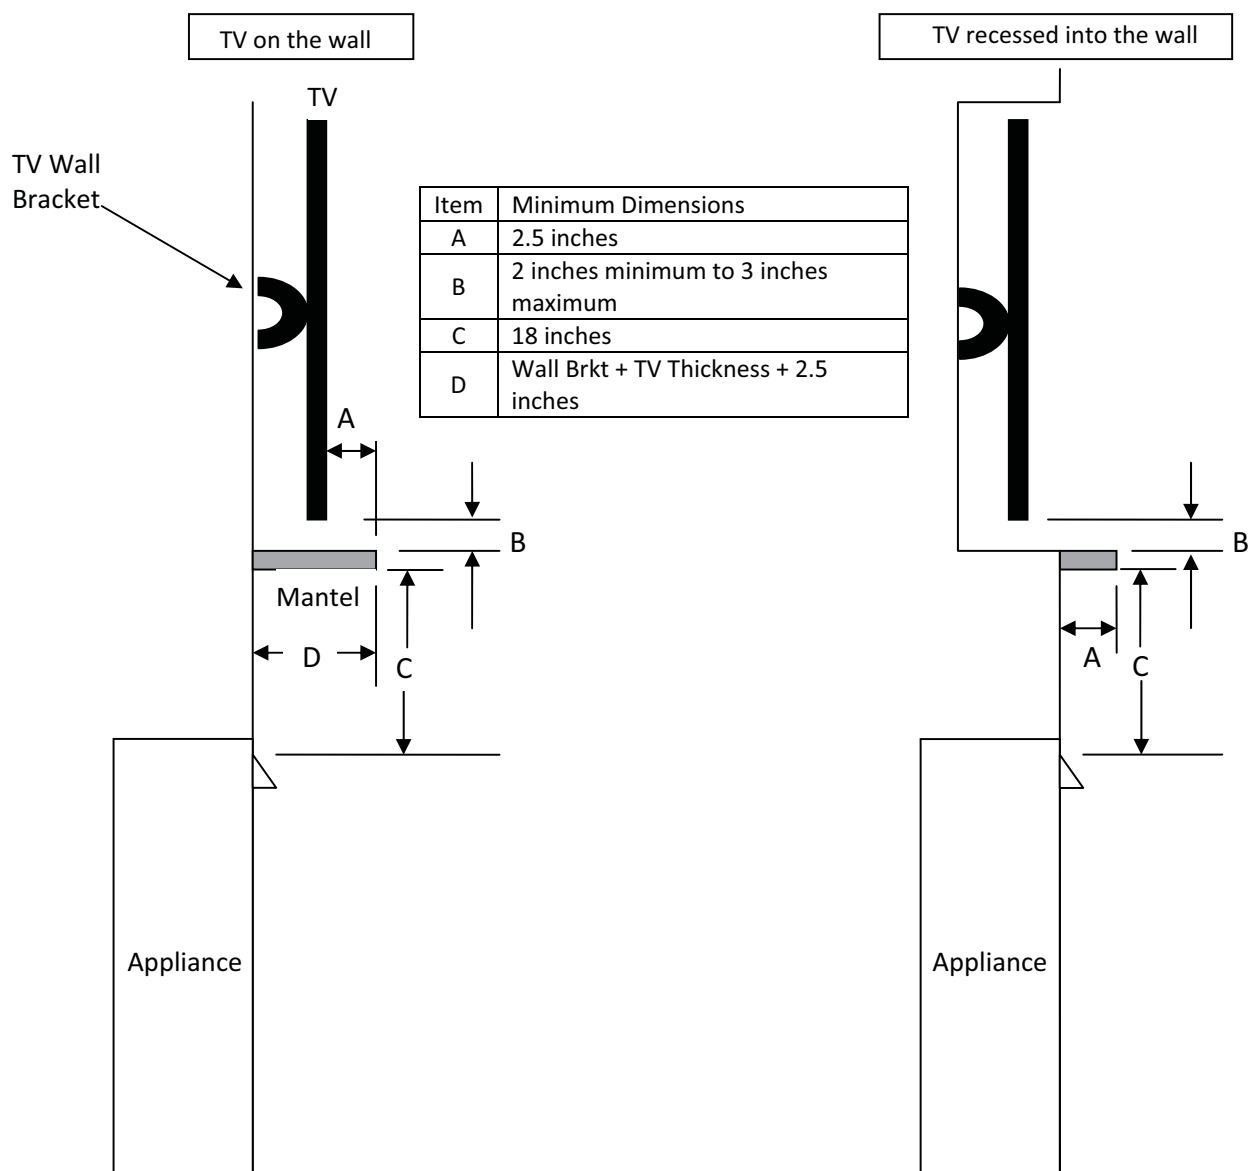 TV on the wall
TV recessed into the wall
TV
TV Wall
Bracket
Item Minimum Dimensions
A 2.5 inches
B 2 inches minimum to 3 inches
maximum
C 18 inches
D Wall Brkt + TV Thickness + 2.5
inches
A
B
Mantel
D
C
Appliance
B
A
C
Appliance